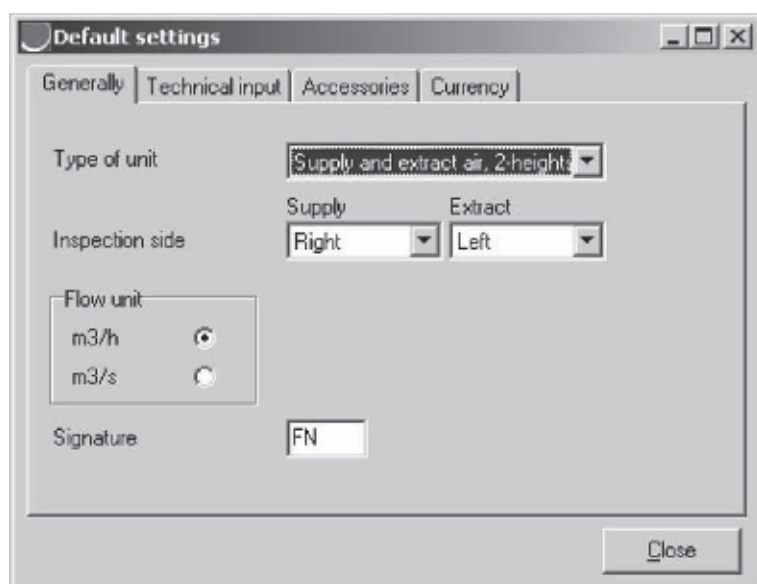 Default settings
Generally Technical input Accessories Currency
Type of unit Supply and extract air, 2-heights
Supply Extract
Inspection side Right Left
Flow unit
m3/h
m3/s
Signature FN
Close